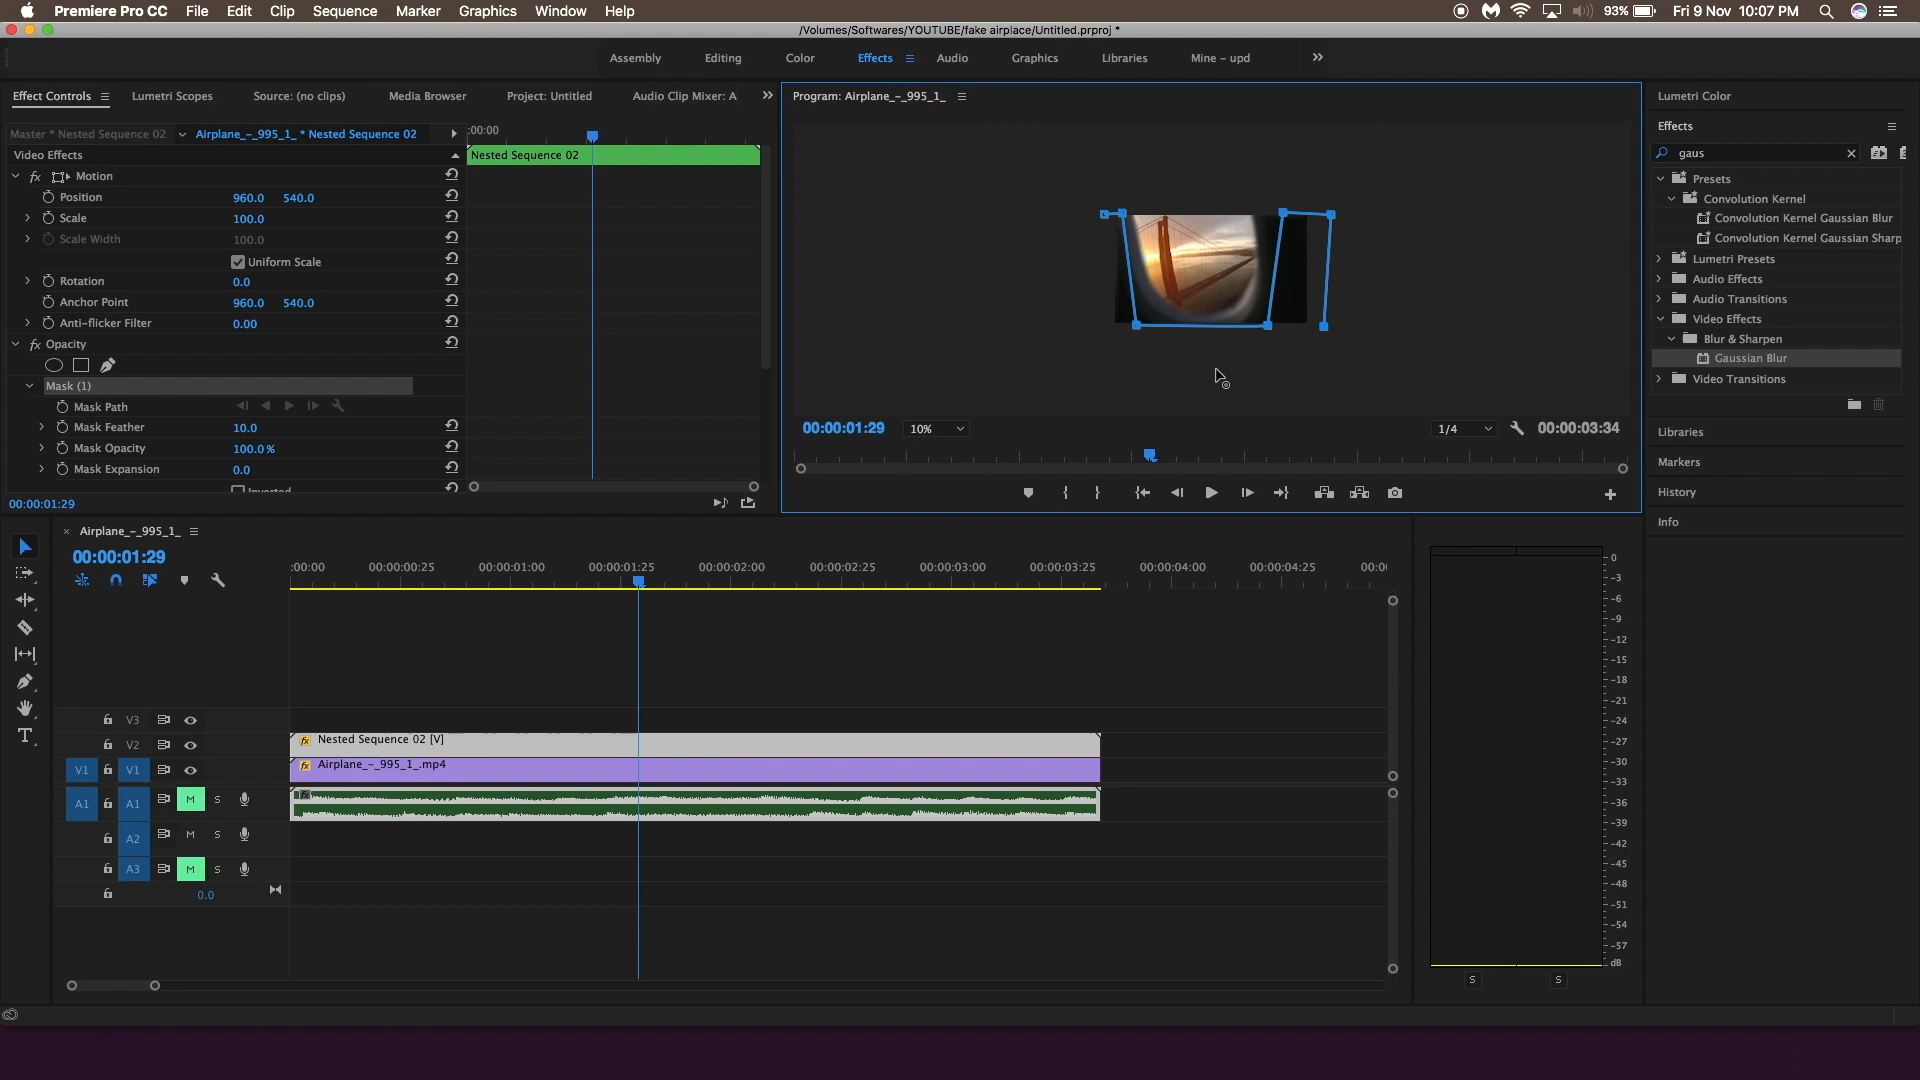 Premiere Pro CC File Edit Clip Sequence Marker Graphics Window Help 93% Fri 9 Nov 10:07 PM
/Volumes/Softwares/YOUTUBE/fake airplace/Untitled.prproj *
Assembly Editing Color Effects Audio Graphics Libraries Mine - upd
Effect Controls Lumetri Scopes Source: (no clips) Media Browser Project: Untitled Audio Clip Mixer: A
Master * Nested Sequence 02 Airplane_-_995_1_ * Nested Sequence 02
:00:00
Nested Sequence 02
Video Effects
fx Motion
Position 960.0 540.0
Scale 100.0
Scale Width 100.0
Uniform Scale
Rotation 0.0
Anchor Point 960.0 540.0
Anti-flicker Filter 0.00
fx Opacity
Mask (1)
Mask Path
Mask Feather 10.0
Mask Opacity 100.0 %
Mask Expansion 0.0
Inverted
00:00:01:29
Program: Airplane_-_995_1_
00:00:01:29 10% 1/4 00:00:03:34
Lumetri Color
Effects
gaus
Presets
Convolution Kernel
Convolution Kernel Gaussian Blur
Convolution Kernel Gaussian Sharp
Lumetri Presets
Audio Effects
Audio Transitions
Video Effects
Blur & Sharpen
Gaussian Blur
Video Transitions
Libraries
Markers
History
Info
× Airplane_-_995_1_
00:00:01:29
:00:00 00:00:00:25 00:00:01:00 00:00:01:25 00:00:02:00 00:00:02:25 00:00:03:00 00:00:03:25 00:00:04:00 00:00:04:25 00:00
V3
V2
fx Nested Sequence 02 [V]
V1 V1
fx Airplane_-_995_1_.mp4
A1 A1 M S
fx
A2 M S
A3 M S
0.0
0
-3
-6
-9
-12
-15
-18
-21
-24
-27
-30
-33
-36
-39
-42
-45
-48
-51
-54
-57
dB
S S